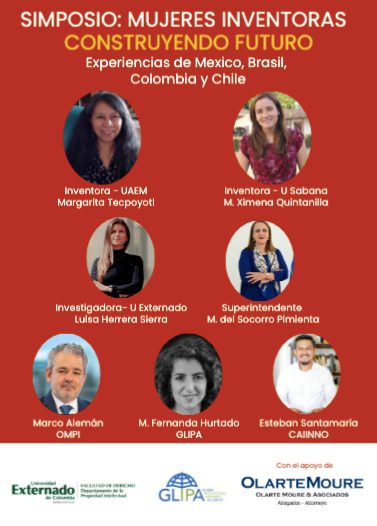 SIMPOSIO: MUJERES INVENTORAS
CONSTRUYENDO FUTURO
Experiencias de Mexico, Brasil,
Colombia y Chile
Inventora - UAEM
Margarita Tecpoyotl
Inventora - U Sabana
M. Ximena Quintanilla
Investigadora- U Externado
Luisa Herrera Sierra
Superintendente
M. del Socorro Pimienta
Marco Alemán
OMPI
M. Fernanda Hurtado
GLIPA
Esteban Santamaría
CAIINNO
Con el apoyo de
Universidad
Externado
de Colombia
FACULTAD DE DERECHO
Departamento de la
Propiedad Intelectual
GLIPA
OLARTEMOURE
OLARTE MOURE & ASOCIADOS
Abogados - Attorneys